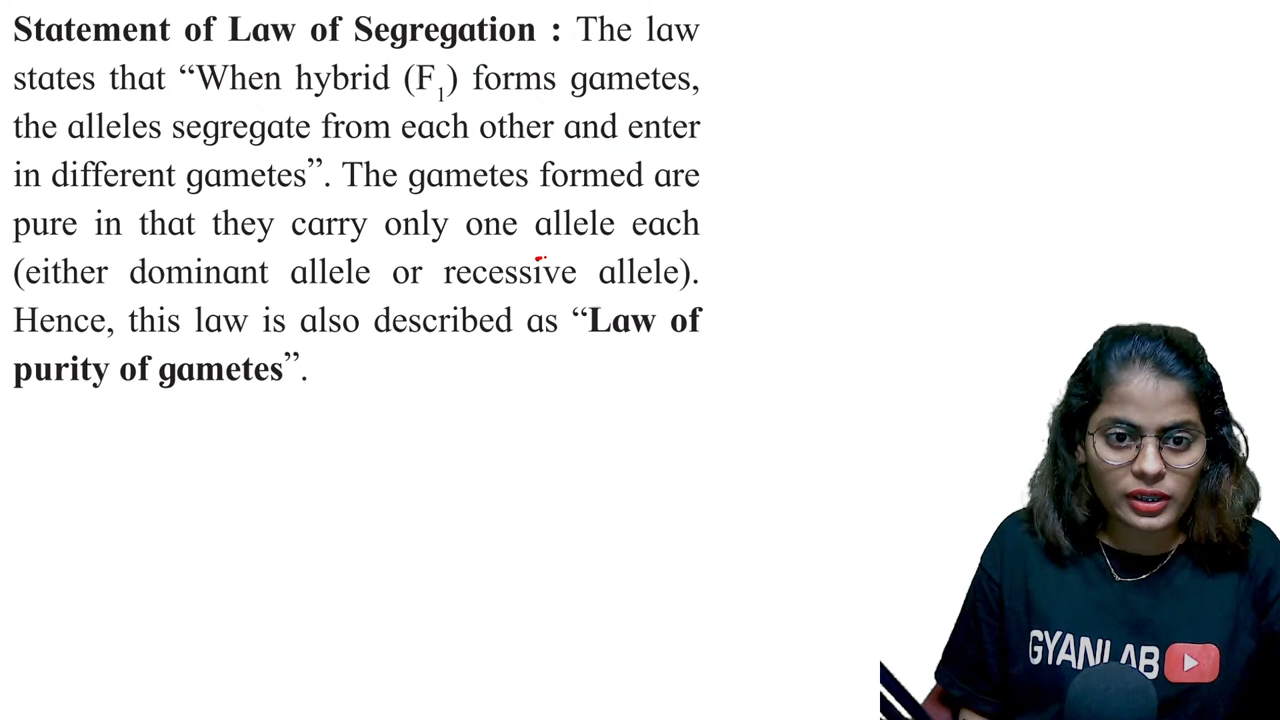 Statement of Law of Segregation : The law
states that “When hybrid (F₁) forms gametes,
the alleles segregate from each other and enter
in different gametes”. The gametes formed are
pure in that they carry only one allele each
(either dominant allele or recessive allele).
Hence, this law is also described as “Law of
purity of gametes”.
GYANLAB